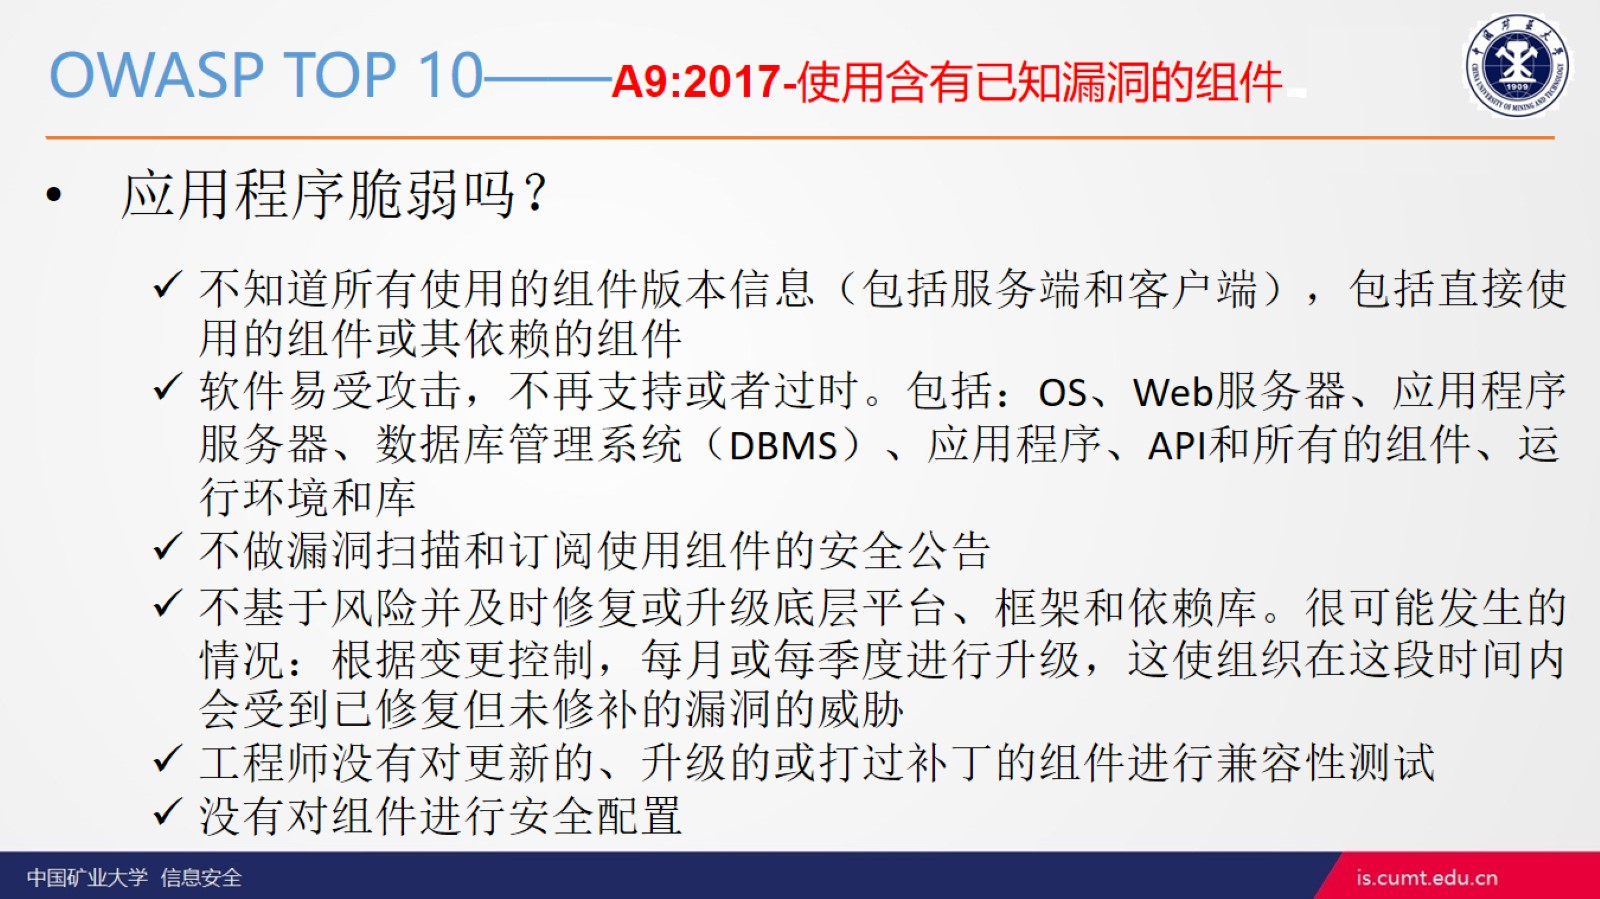 OWASP TOP 10——A9:2017-使用含有已知漏洞的组件
中国矿业大学
CHINA UNIVERSITY OF MINING AND TECHNOLOGY
1909
• 应用程序脆弱吗？
✓ 不知道所有使用的组件版本信息（包括服务端和客户端），包括直接使
用的组件或其依赖的组件
✓ 软件易受攻击，不再支持或者过时。包括：OS、Web服务器、应用程序
服务器、数据库管理系统（DBMS）、应用程序、API和所有的组件、运
行环境和库
✓ 不做漏洞扫描和订阅使用组件的安全公告
✓ 不基于风险并及时修复或升级底层平台、框架和依赖库。很可能发生的
情况：根据变更控制，每月或每季度进行升级，这使组织在这段时间内
会受到已修复但未修补的漏洞的威胁
✓ 工程师没有对更新的、升级的或打过补丁的组件进行兼容性测试
✓ 没有对组件进行安全配置
中国矿业大学 信息安全
is.cumt.edu.cn